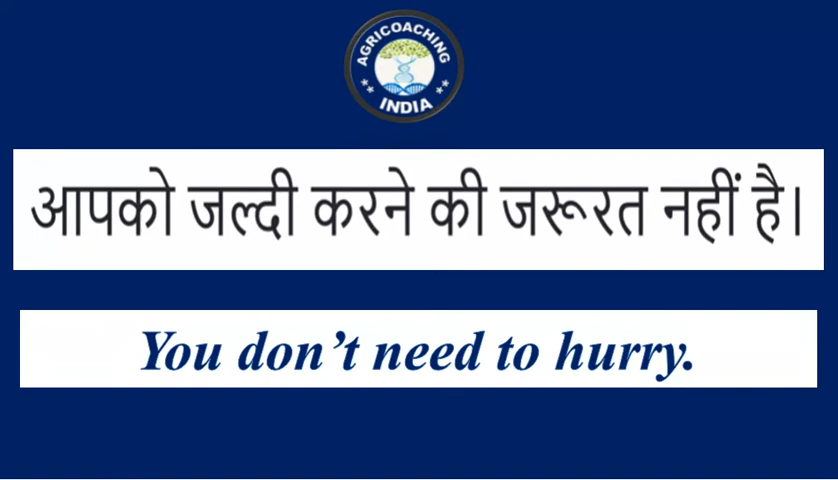 AGRICOACHING
INDIA
आपको जल्दी करने की जरूरत नहीं है।
You don’t need to hurry.